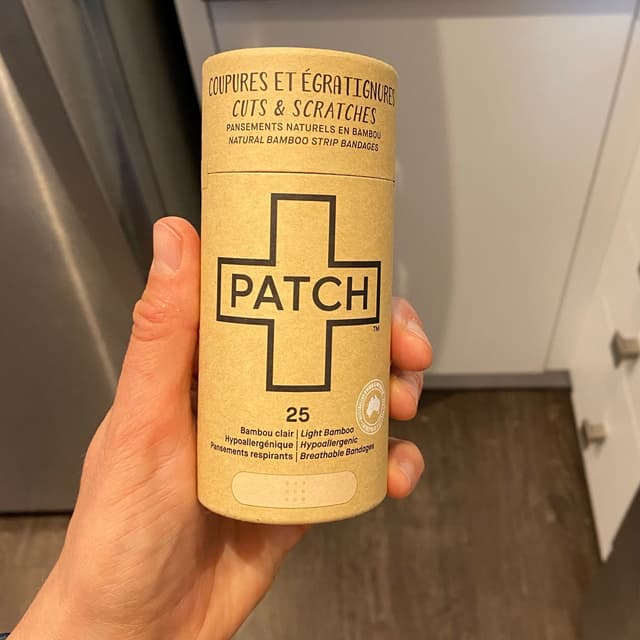 COUPURES ET ÉGRATIGNURES
CUTS & SCRATCHES
PANSEMENTS NATURELS EN BAMBOU
NATURAL BAMBOO STRIP BANDAGES
PATCH
TM
25
Bambou clair | Light Bamboo
Hypoallergénique | Hypoallergenic
Pansements respirants | Breathable Bandages